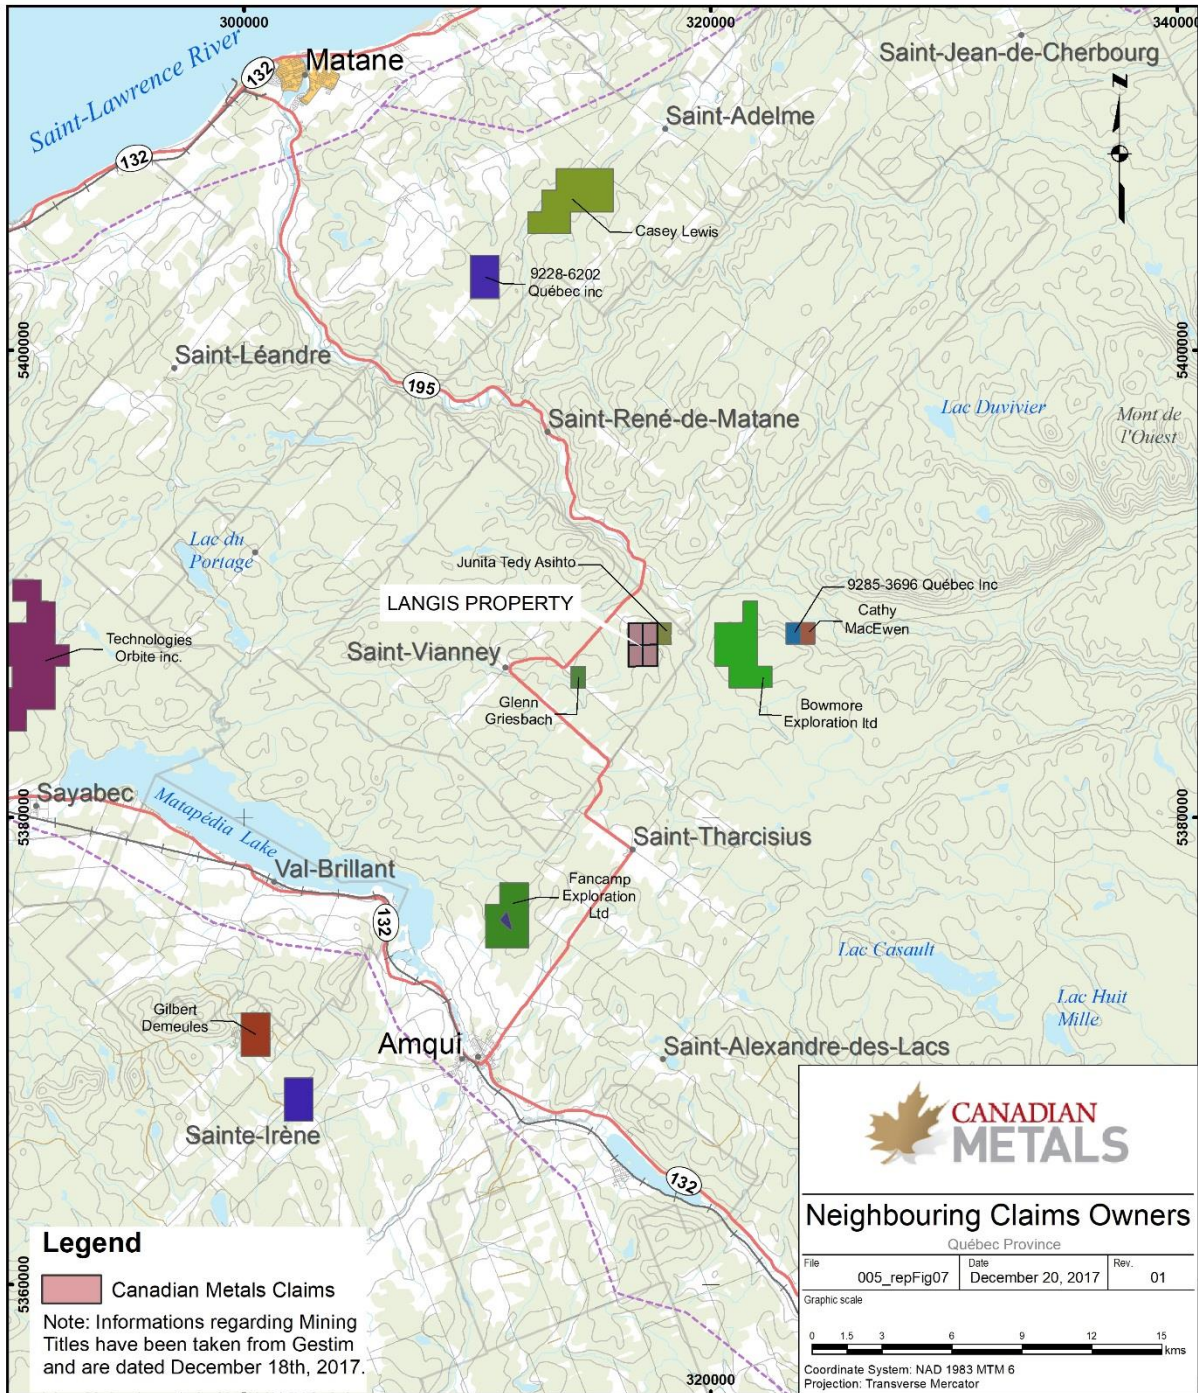 300000
320000
340000
Saint-Lawrence River
132
Matane
Saint-Jean-de-Cherbourg
Z
132
Saint-Adelme
Casey Lewis
9228-6202
Québec inc
5400000
5400000
Saint-Léandre
195
Saint-René-de-Matane
Lac Duvivier
Mont de
l'Ouest
Lac du
Portage
Junita Tedy Asihto
9285-3696 Québec Inc
LANGIS PROPERTY
Cathy
MacEwen
Technologies
Orbite inc.
Saint-Vianney
Glenn
Griesbach
Bowmore
Exploration ltd
Sayabec
Matapédia Lake
5380000
Saint-Tharcisius
Val-Brillant
Fancamp
Exploration
Ltd
132
Lac Casault
Lac Huit
Mille
Gilbert
Demeules
Amqui
Saint-Alexandre-des-Lacs
Sainte-Irène
132
CANADIAN
METALS
Neighbouring Claims Owners
Québec Province
File
005_repFig07
Date
December 20, 2017
Rev.
01
Graphic scale
0 1.5 3 6 9 12 15
kms
Coordinate System: NAD 1983 MTM 6
Projection: Transverse Mercator
5360000
Legend
Canadian Metals Claims
Note: Informations regarding Mining
Titles have been taken from Gestim
and are dated December 18th, 2017.
320000
5380000